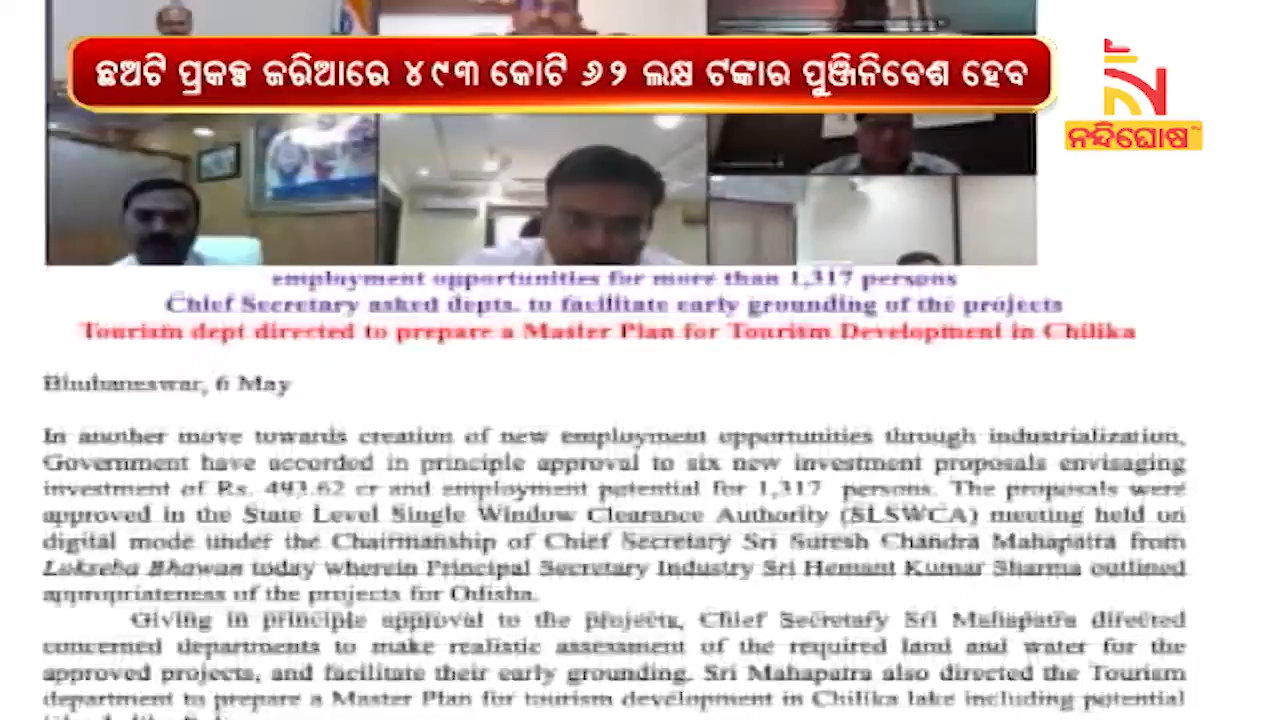 ଛଅଟି ପ୍ରକଳ୍ପ ଜରିଆରେ ୪୯୩ କୋଟି ୬୨ ଲକ୍ଷ ଟଙ୍କାର ପୁଞ୍ଜିନିବେଶ ହେବ
ନନ୍ଦିଘୋଷ
employment opportunities for more than 1,317 persons
Chief Secretary asked depts. to facilitate early grounding of the projects
Tourism dept directed to prepare a Master Plan for Tourism Development in Chilika
Bhubaneswar, 6 May
In another move towards creation of new employment opportunities through industrialization,
Government have accorded in principle approval to six new investment proposals envisaging
investment of Rs. 493.62 cr and employment potential for 1,317 persons. The proposals were
approved in the State Level Single Window Clearance Authority (SLSWCA) meeting held on
digital mode under the Chairmanship of Chief Secretary Sri Suresh Chandra Mahapatra from
Lokseba Bhawan today wherein Principal Secretary Industry Sri Hemant Kumar Sharma outlined
appropriateness of the projects for Odisha.
Giving in principle approval to the projects, Chief Secretary Sri Mahapatra directed
concerned departments to make realistic assessment of the required land and water for the
approved projects, and facilitate their early grounding. Sri Mahapatra also directed the Tourism
department to prepare a Master Plan for tourism development in Chilika lake including potential